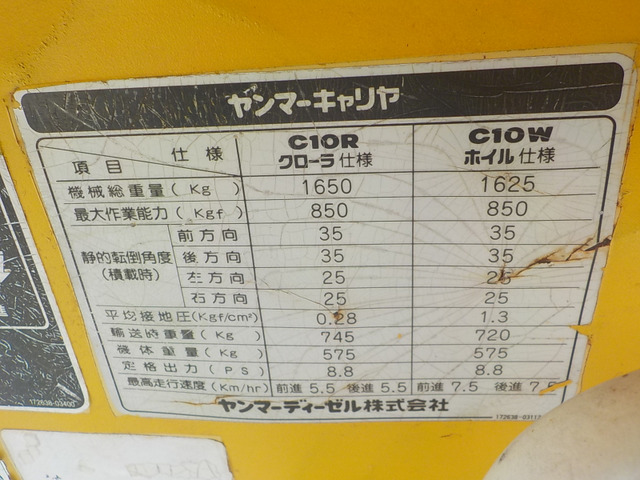 ヤンマーキャリヤ
項目 仕様 C10R クローラ仕様 C10W ホイル仕様
機械総重量(Kg) 1650 1625
最大作業能力(Kgf) 850 850
静的転倒角度(積載時) 前方向 35 35
後方向 35 35
左方向 25 25
右方向 25 25
平均接地圧(Kgf/cm²) 0.28 1.3
輸送時重量(Kg) 745 720
機体重量(Kg) 575 575
定格出力(PS) 8.8 8.8
最高走行速度(Km/hr) 前進 5.5 後進 5.5 前進 7.5 後進 7.5
ヤンマーディーゼル株式会社
172638-03400